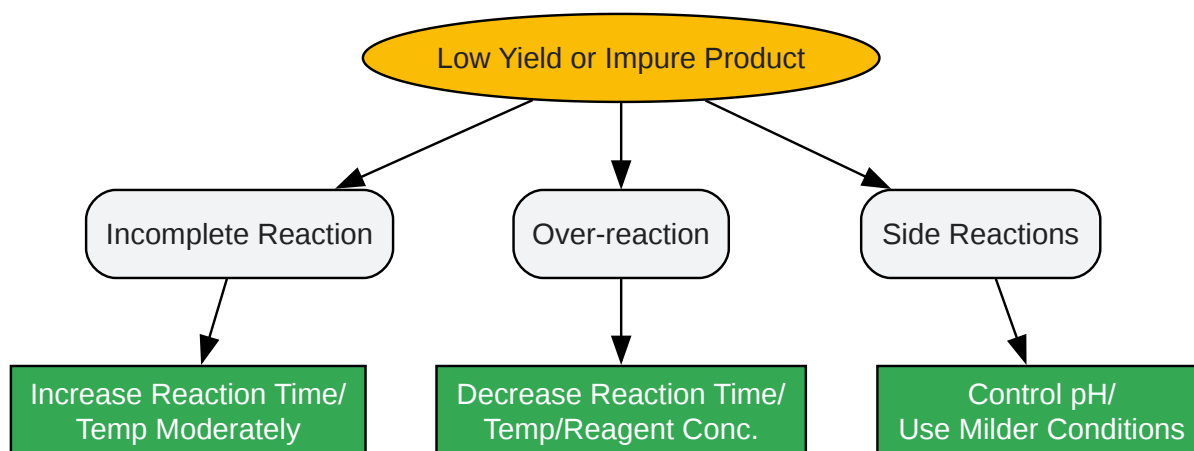 Low Yield or Impure Product
Incomplete Reaction
Over-reaction
Side Reactions
Increase Reaction Time/
Temp Moderately
Decrease Reaction Time/
Temp/Reagent Conc.
Control pH/
Use Milder Conditions